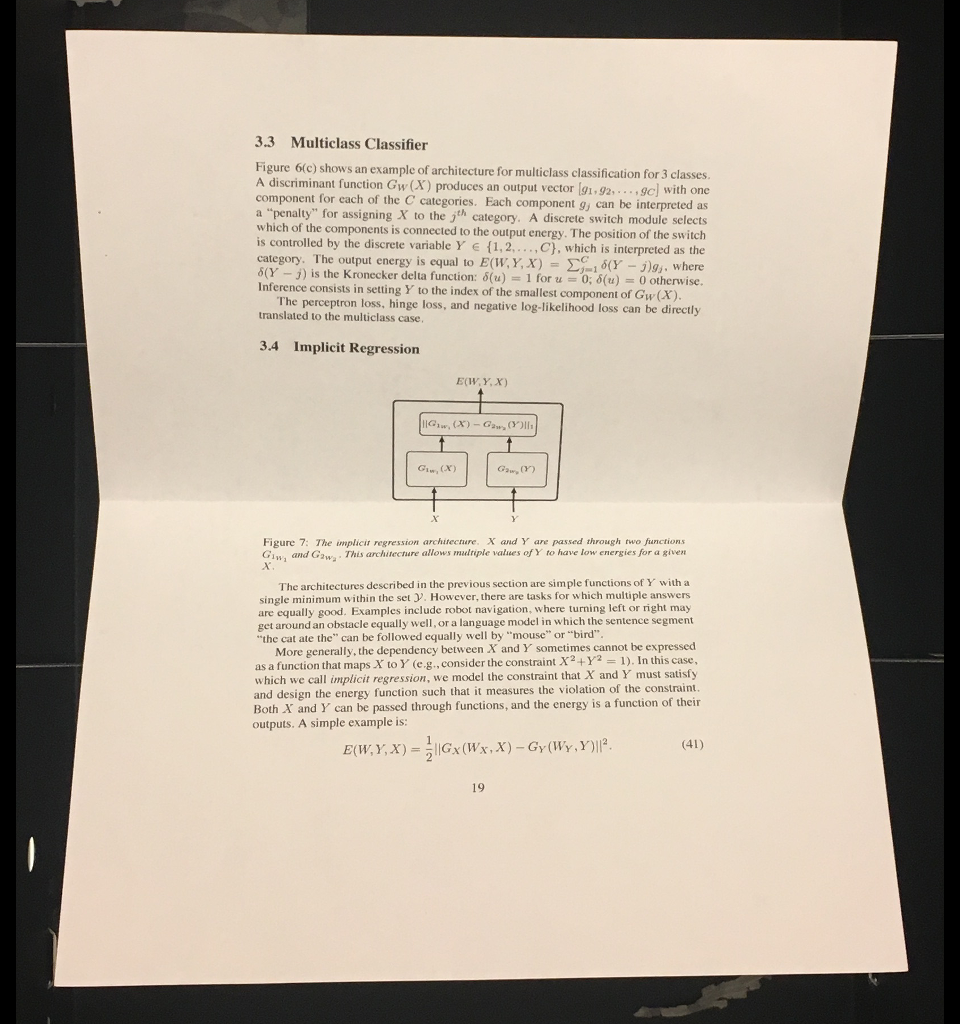 3.3 Multiclass Classifier
Figure 6(c) shows an example of architecture for multiclass classification for 3 classes.
A discriminant function G_W(X) produces an output vector [g_1, g_2, . . . , g_C] with one
component for each of the C categories. Each component g_j can be interpreted as
a "penalty" for assigning X to the j^{th} category. A discrete switch module selects
which of the components is connected to the output energy. The position of the switch
is controlled by the discrete variable Y ∈ {1, 2, . . . , C}, which is interpreted as the
category. The output energy is equal to E(W, Y, X) = ∑_{j=1}^{C} δ(Y − j)g_j, where
δ(Y − j) is the Kronecker delta function: δ(u) = 1 for u = 0; δ(u) = 0 otherwise.
Inference consists in setting Y to the index of the smallest component of G_W(X).
The perceptron loss, hinge loss, and negative log-likelihood loss can be directly
translated to the multiclass case.
3.4 Implicit Regression
E(W, Y, X)
||G_{1_{W_1}}(X) − G_{2_{W_2}}(Y)||_1
G_{1_{W_1}}(X) G_{2_{W_2}}(Y)
X Y
Figure 7: The implicit regression architecture. X and Y are passed through two functions
G_{1_{W_1}} and G_{2_{W_2}}. This architecture allows multiple values of Y to have low energies for a given
X.
The architectures described in the previous section are simple functions of Y with a
single minimum within the set 𝒴. However, there are tasks for which multiple answers
are equally good. Examples include robot navigation, where turning left or right may
get around an obstacle equally well, or a language model in which the sentence segment
"the cat ate the" can be followed equally well by "mouse" or "bird".
More generally, the dependency between X and Y sometimes cannot be expressed
as a function that maps X to Y (e.g., consider the constraint X² + Y² = 1). In this case,
which we call implicit regression, we model the constraint that X and Y must satisfy
and design the energy function such that it measures the violation of the constraint.
Both X and Y can be passed through functions, and the energy is a function of their
outputs. A simple example is:
E(W, Y, X) = \frac{1}{2}||G_X(W_X, X) − G_Y(W_Y, Y)||². (41)
19